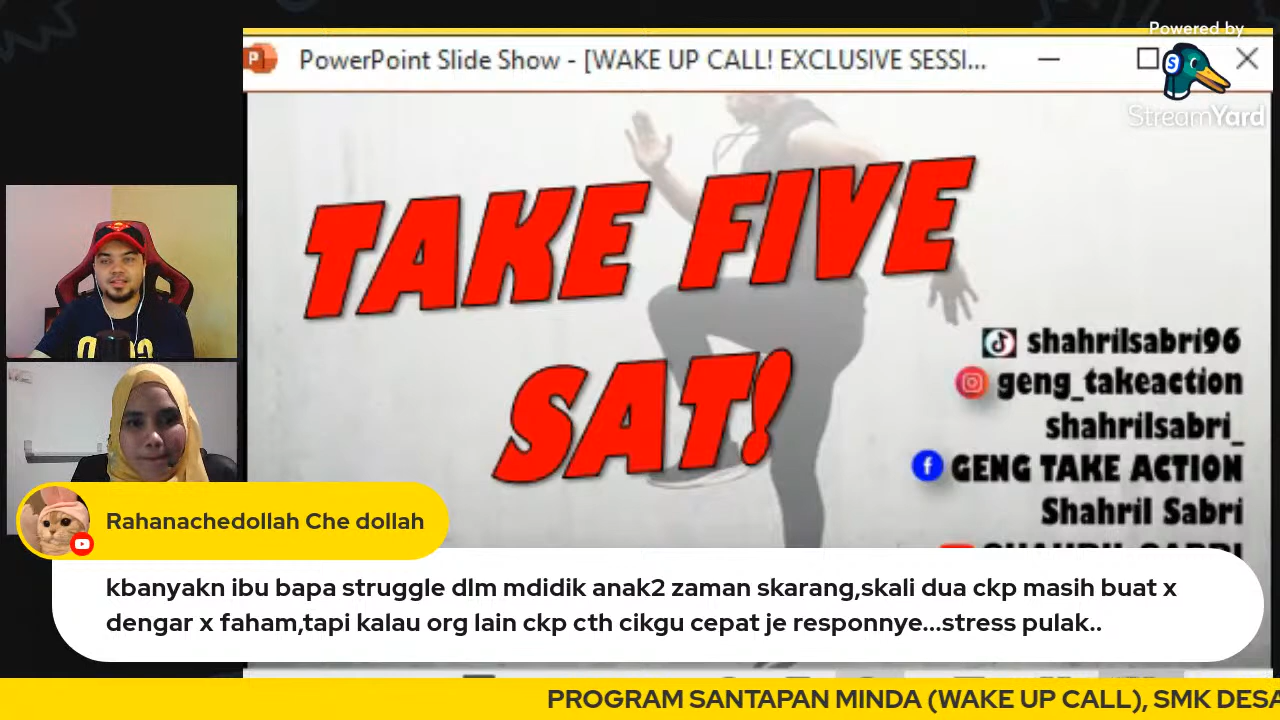 Powered by
StreamYard
PowerPoint Slide Show - [WAKE UP CALL! EXCLUSIVE SESSI...
TAKE FIVE
SAT!
shahrilsabri96
geng_takeaction
shahrilsabri_
GENG TAKE ACTION
Shahril Sabri
SHAHRIL SABRI
Rahanachedollah Che dollah
kbanyakn ibu bapa struggle dlm mdidik anak2 zaman skarang,skali dua ckp masih buat x
dengar x faham,tapi kalau org lain ckp cth cikgu cepat je responnye...stress pulak..
PROGRAM SANTAPAN MINDA (WAKE UP CALL), SMK DESA